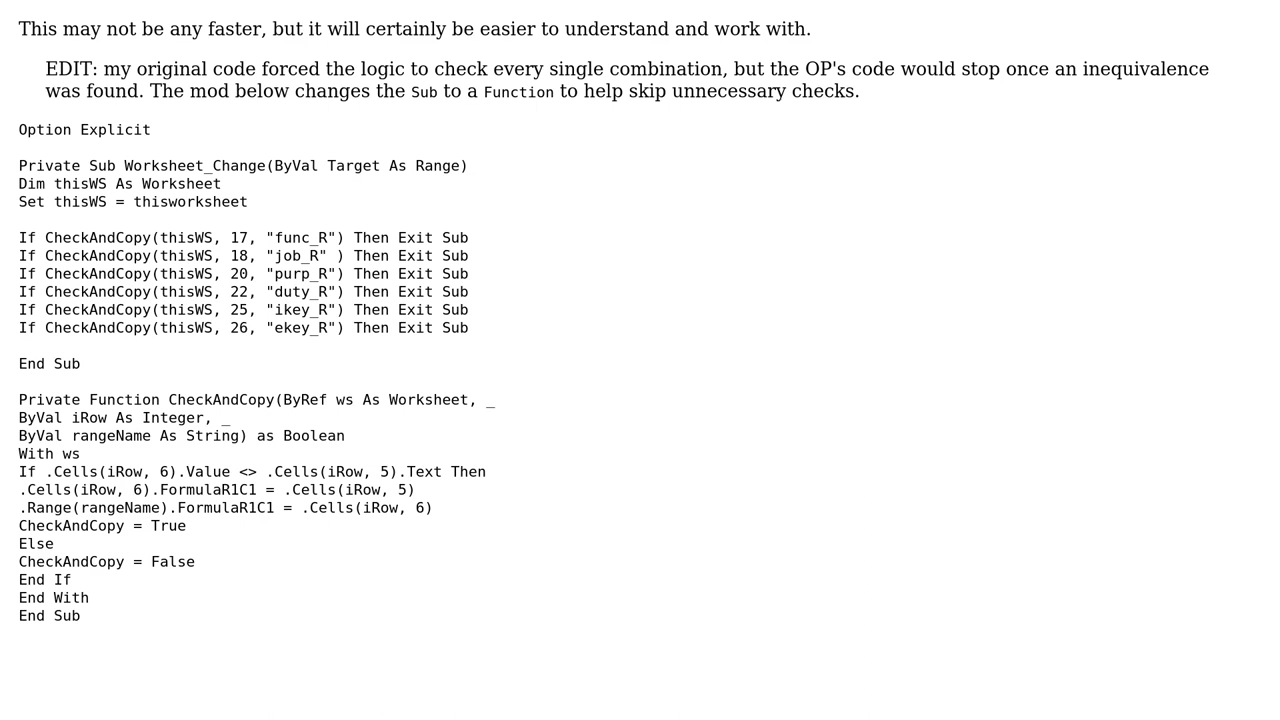 This may not be any faster, but it will certainly be easier to understand and work with.
EDIT: my original code forced the logic to check every single combination, but the OP's code would stop once an inequivalence
was found. The mod below changes the Sub to a Function to help skip unnecessary checks.
Option Explicit
Private Sub Worksheet_Change(ByVal Target As Range)
Dim thisWS As Worksheet
Set thisWS = thisworksheet
If CheckAndCopy(thisWS, 17, "func_R") Then Exit Sub
If CheckAndCopy(thisWS, 18, "job_R" ) Then Exit Sub
If CheckAndCopy(thisWS, 20, "purp_R") Then Exit Sub
If CheckAndCopy(thisWS, 22, "duty_R") Then Exit Sub
If CheckAndCopy(thisWS, 25, "ikey_R") Then Exit Sub
If CheckAndCopy(thisWS, 26, "ekey_R") Then Exit Sub
End Sub
Private Function CheckAndCopy(ByRef ws As Worksheet, _
ByVal iRow As Integer, _
ByVal rangeName As String) as Boolean
With ws
If .Cells(iRow, 6).Value <> .Cells(iRow, 5).Text Then
.Cells(iRow, 6).FormulaR1C1 = .Cells(iRow, 5)
.Range(rangeName).FormulaR1C1 = .Cells(iRow, 6)
CheckAndCopy = True
Else
CheckAndCopy = False
End If
End With
End Sub